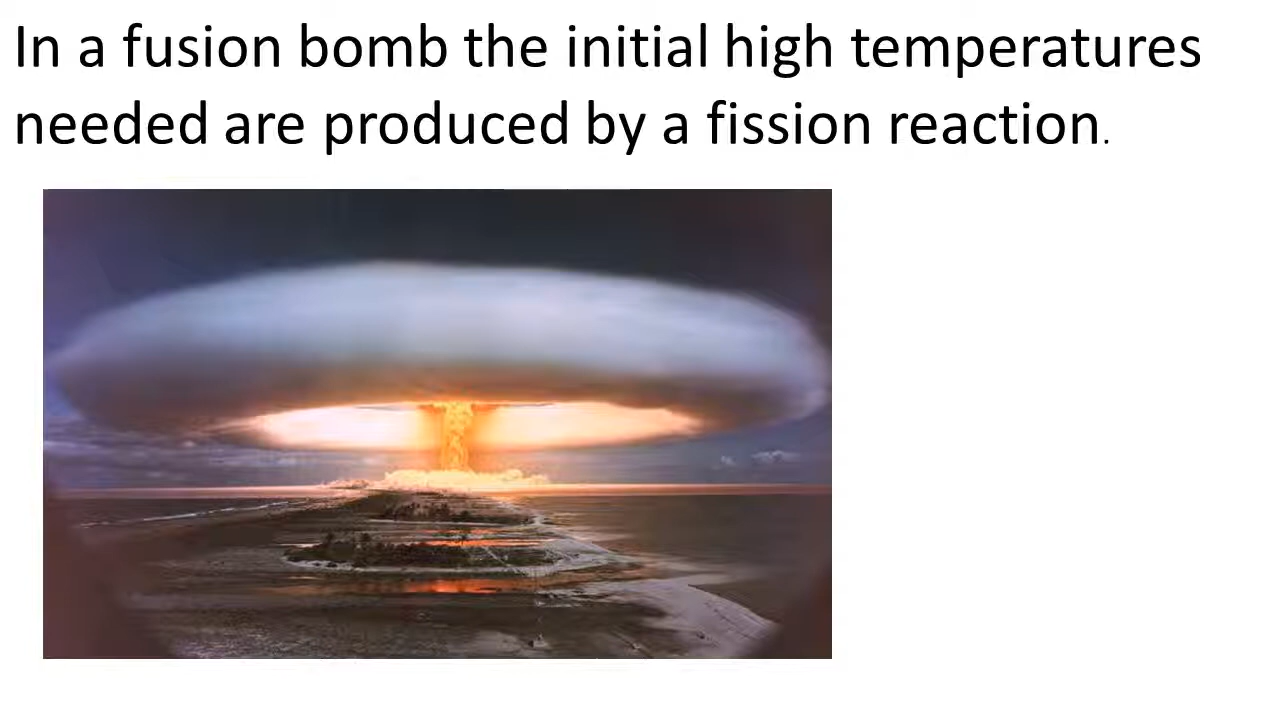 In a fusion bomb the initial high temperatures
needed are produced by a fission reaction.